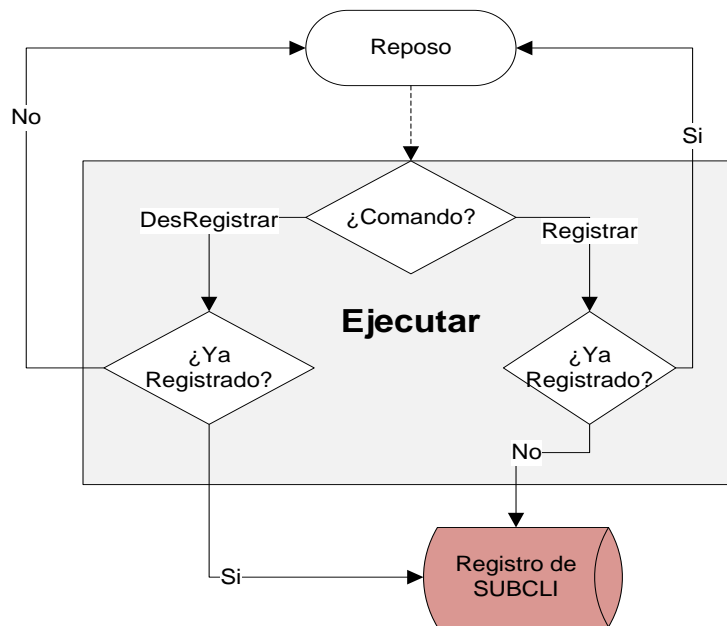 Reposo
No
Si
¿Comando?
DesRegistrar
Registrar
Ejecutar
¿Ya
Registrado?
¿Ya
Registrado?
No
Registro de
SUBCLI
Si